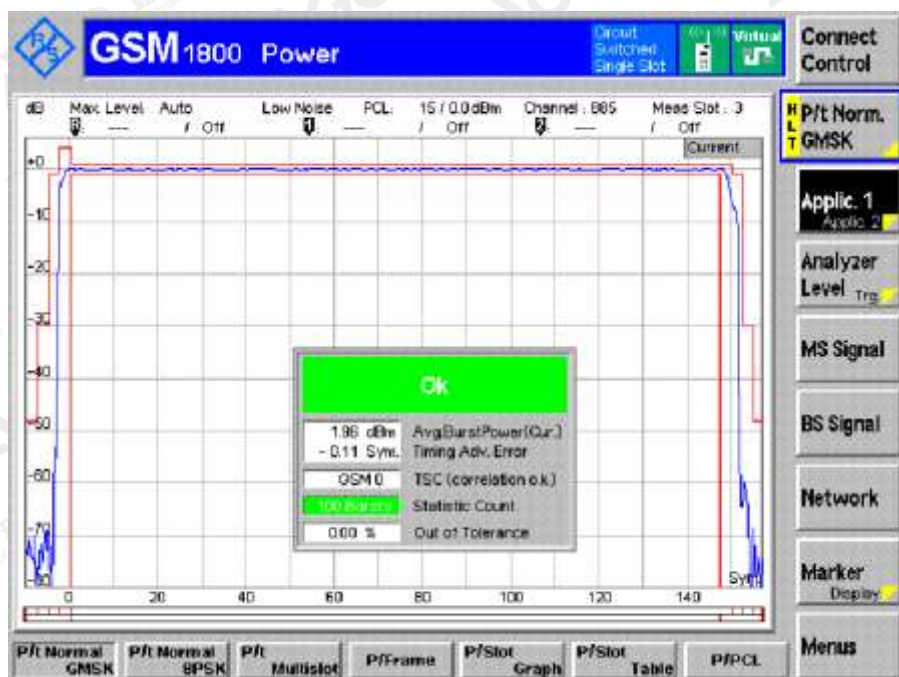 R/S GSM 1800 Power Circuit Switched Single Slot Virtual Connect Control
dB Max. Level Auto Low Noise PCL: 15 / 0.0 dBm Channel : 885 Meas Slot : 3
0: --- / Off 1: --- / Off 2: --- / Off
Current
H L T P/t Norm. GMSK
+0
-10
-20
-30
-40
-50
-60
-70
-80
0 20 40 60 80 100 120 140 Sym.
Applic. 1
Applic. 2
Analyzer Level Trg.
MS Signal
BS Signal
Network
Marker
Display
Menus
Ok
1.96 dBm Avg.Burst Power (Cur.)
- 0.11 Sym. Timing Adv. Error
GSM 0 TSC (correlation o.k.)
100 Bursts Statistic Count
0.00 % Out of Tolerance
P/t Normal GMSK
P/t Normal 8PSK
P/t Multislot
P/Frame
P/Slot Graph
P/Slot Table
P/PCL